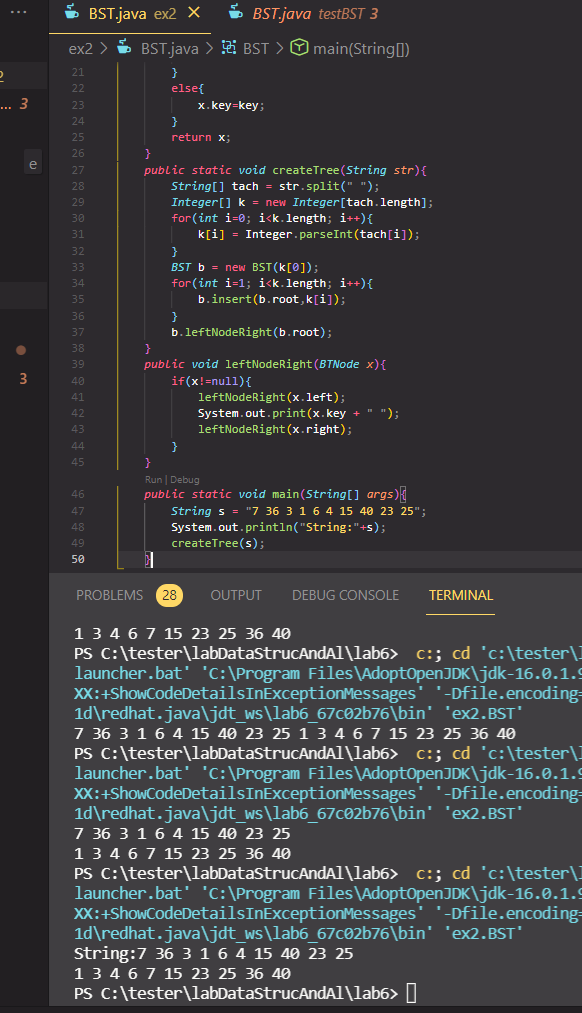 ··· BST.java ex2 × BST.java testBST 3
ex2 > BST.java > BST > main(String[])
2
... 3
e
3
21 }
22 else{
23 x.key=key;
24 }
25 return x;
26 }
27 public static void createTree(String str){
28 String[] tach = str.split(" ");
29 Integer[] k = new Integer[tach.length];
30 for(int i=0; i<k.length; i++){
31 k[i] = Integer.parseInt(tach[i]);
32 }
33 BST b = new BST(k[0]);
34 for(int i=1; i<k.length; i++){
35 b.insert(b.root,k[i]);
36 }
37 b.leftNodeRight(b.root);
38 }
39 public void leftNodeRight(BTNode x){
40 if(x!=null){
41 leftNodeRight(x.left);
42 System.out.print(x.key + " ");
43 leftNodeRight(x.right);
44 }
45 }
Run | Debug
46 public static void main(String[] args){
47 String s = "7 36 3 1 6 4 15 40 23 25";
48 System.out.println("String:"+s);
49 createTree(s);
50 }
PROBLEMS 28 OUTPUT DEBUG CONSOLE TERMINAL
1 3 4 6 7 15 23 25 36 40
PS C:\tester\labDataStrucAndAl\lab6> c:; cd 'c:\tester\l
launcher.bat' 'C:\Program Files\AdoptOpenJDK\jdk-16.0.1.9
XX:+ShowCodeDetailsInExceptionMessages' '-Dfile.encoding=
1d\redhat.java\jdt_ws\lab6_67c02b76\bin' 'ex2.BST'
7 36 3 1 6 4 15 40 23 25 1 3 4 6 7 15 23 25 36 40
PS C:\tester\labDataStrucAndAl\lab6> c:; cd 'c:\tester\l
launcher.bat' 'C:\Program Files\AdoptOpenJDK\jdk-16.0.1.9
XX:+ShowCodeDetailsInExceptionMessages' '-Dfile.encoding=
1d\redhat.java\jdt_ws\lab6_67c02b76\bin' 'ex2.BST'
7 36 3 1 6 4 15 40 23 25
1 3 4 6 7 15 23 25 36 40
PS C:\tester\labDataStrucAndAl\lab6> c:; cd 'c:\tester\l
launcher.bat' 'C:\Program Files\AdoptOpenJDK\jdk-16.0.1.9
XX:+ShowCodeDetailsInExceptionMessages' '-Dfile.encoding=
1d\redhat.java\jdt_ws\lab6_67c02b76\bin' 'ex2.BST'
String:7 36 3 1 6 4 15 40 23 25
1 3 4 6 7 15 23 25 36 40
PS C:\tester\labDataStrucAndAl\lab6>